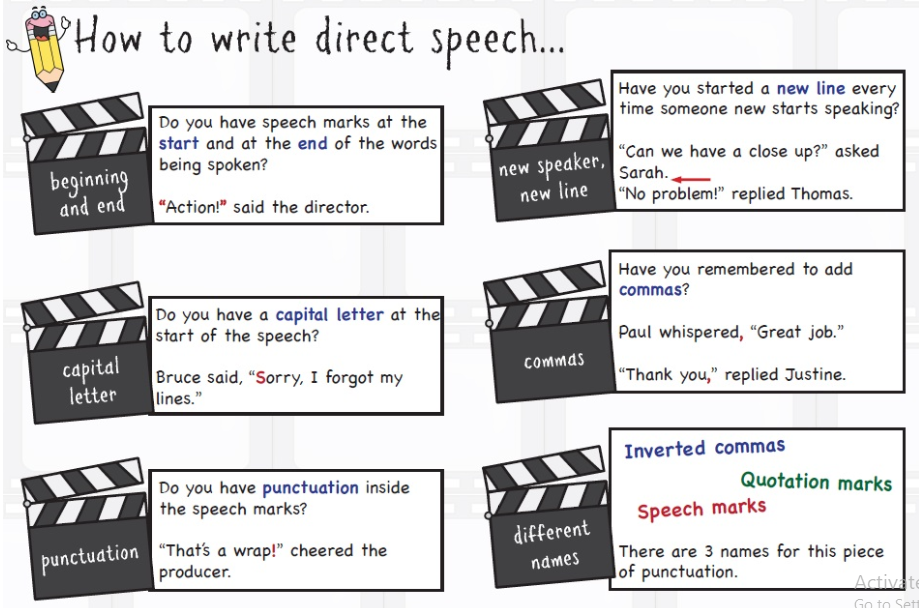 How to write direct speech...
beginning
and end
Do you have speech marks at the
start and at the end of the words
being spoken?
“Action!” said the director.
capital
letter
Do you have a capital letter at the
start of the speech?
Bruce said, “Sorry, I forgot my
lines.”
punctuation
Do you have punctuation inside
the speech marks?
“That’s a wrap!” cheered the
producer.
new speaker,
new line
Have you started a new line every
time someone new starts speaking?
“Can we have a close up?” asked
Sarah.
“No problem!” replied Thomas.
commas
Have you remembered to add
commas?
Paul whispered, “Great job.”
“Thank you,” replied Justine.
different
names
Inverted commas
Quotation marks
Speech marks
There are 3 names for this piece
of punctuation.
Activate
Go to Sett